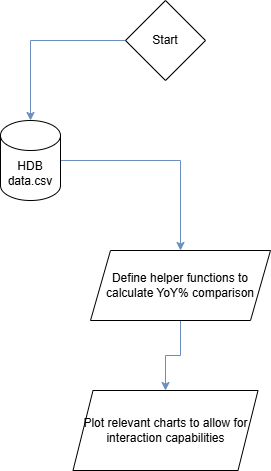 Start
HDB
data.csv
Define helper functions to
calculate YoY% comparison
Plot relevant charts to allow for
interaction capabilities